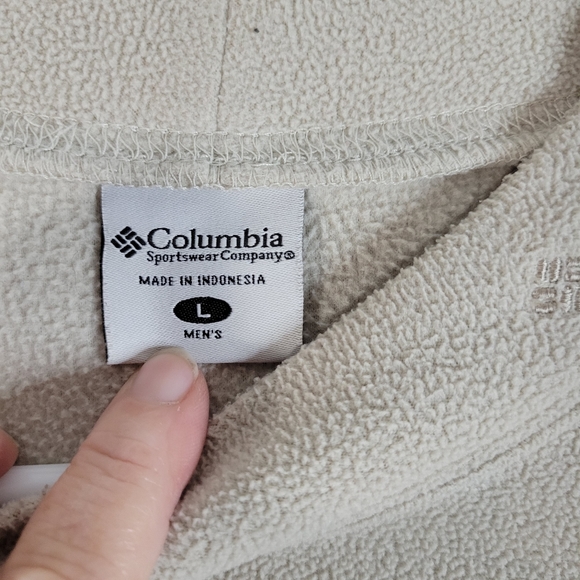 Columbia
Sportswear Company®
MADE IN INDONESIA
L
MEN'S